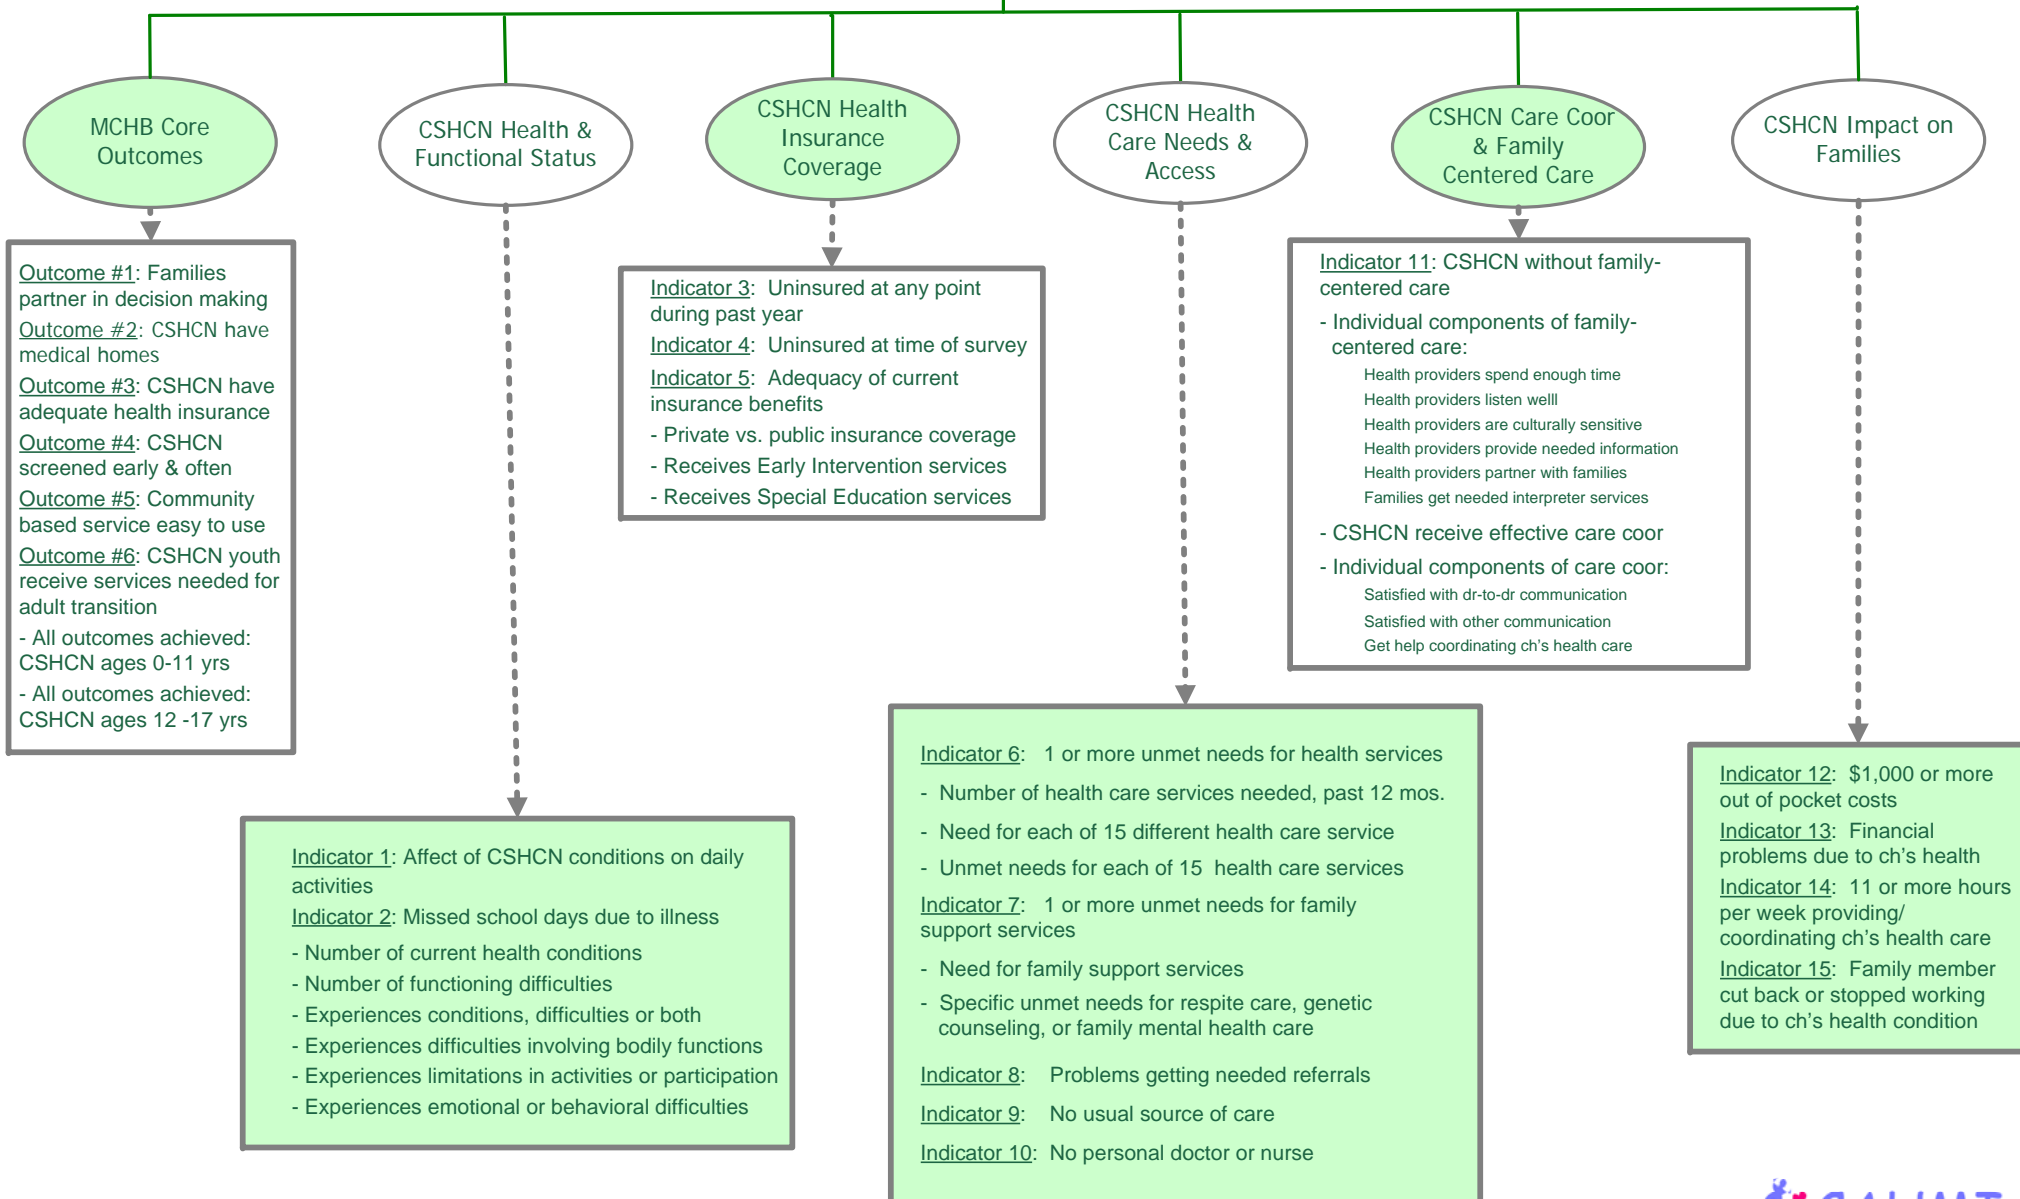 MCHB Core
Outcomes
CSHCN Health &
Functional Status
CSHCN Health
Insurance
Coverage
CSHCN Health
Care Needs &
Access
CSHCN Care Coor
& Family
Centered Care
CSHCN Impact on
Families
Outcome #1: Families
partner in decision making
Outcome #2: CSHCN have
medical homes
Outcome #3: CSHCN have
adequate health insurance
Outcome #4: CSHCN
screened early & often
Outcome #5: Community
based service easy to use
Outcome #6: CSHCN youth
receive services needed for
adult transition
- All outcomes achieved:
CSHCN ages 0-11 yrs
- All outcomes achieved:
CSHCN ages 12 -17 yrs
Indicator 1: Affect of CSHCN conditions on daily
activities
Indicator 2: Missed school days due to illness
- Number of current health conditions
- Number of functioning difficulties
- Experiences conditions, difficulties or both
- Experiences difficulties involving bodily functions
- Experiences limitations in activities or participation
- Experiences emotional or behavioral difficulties
Indicator 3: Uninsured at any point
during past year
Indicator 4: Uninsured at time of survey
Indicator 5: Adequacy of current
insurance benefits
- Private vs. public insurance coverage
- Receives Early Intervention services
- Receives Special Education services
Indicator 6: 1 or more unmet needs for health services
- Number of health care services needed, past 12 mos.
- Need for each of 15 different health care service
- Unmet needs for each of 15 health care services
Indicator 7: 1 or more unmet needs for family
support services
- Need for family support services
- Specific unmet needs for respite care, genetic
counseling, or family mental health care
Indicator 8: Problems getting needed referrals
Indicator 9: No usual source of care
Indicator 10: No personal doctor or nurse
Indicator 11: CSHCN without family-
centered care
- Individual components of family-
centered care:
Health providers spend enough time
Health providers listen welll
Health providers are culturally sensitive
Health providers provide needed information
Health providers partner with families
Families get needed interpreter services
- CSHCN receive effective care coor
- Individual components of care coor:
Satisfied with dr-to-dr communication
Satisfied with other communication
Get help coordinating ch's health care
Indicator 12: $1,000 or more
out of pocket costs
Indicator 13: Financial
problems due to ch's health
Indicator 14: 11 or more hours
per week providing/
coordinating ch's health care
Indicator 15: Family member
cut back or stopped working
due to ch's health condition